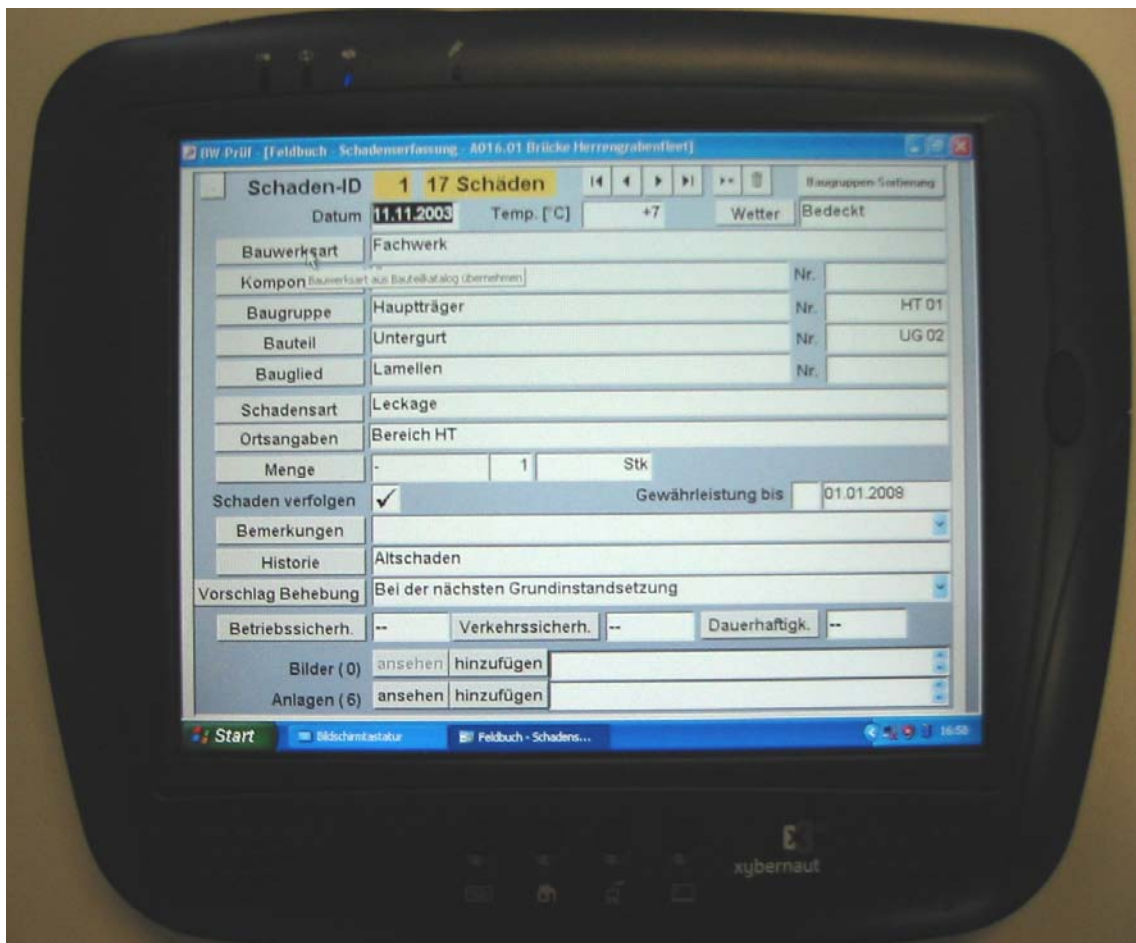 BW-Prüf - [Feldbuch - Schadenserfassung - A016.01 Brücke Herrengrabenfleet]
... Schaden-ID 1 17 Schäden Baugruppen-Sortierung
Datum 11.11.2003 Temp. [°C] +7 Wetter Bedeckt
Bauwerksart Fachwerk
Kompon Bauwerksart aus Bauteilkatalog übernehmen Nr.
Baugruppe Hauptträger Nr. HT 01
Bauteil Untergurt Nr. UG 02
Bauglied Lamellen Nr.
Schadensart Leckage
Ortsangaben Bereich HT
Menge - 1 Stk
Schaden verfolgen ✓ Gewährleistung bis 01.01.2008
Bemerkungen
Historie Altschaden
Vorschlag Behebung Bei der nächsten Grundinstandsetzung
Betriebssicherh. -- Verkehrssicherh. -- Dauerhaftigk. --
Bilder (0) ansehen hinzufügen
Anlagen (6) ansehen hinzufügen
Start Bildschirmtastatur Feldbuch - Schadens... 16:58
xybernaut